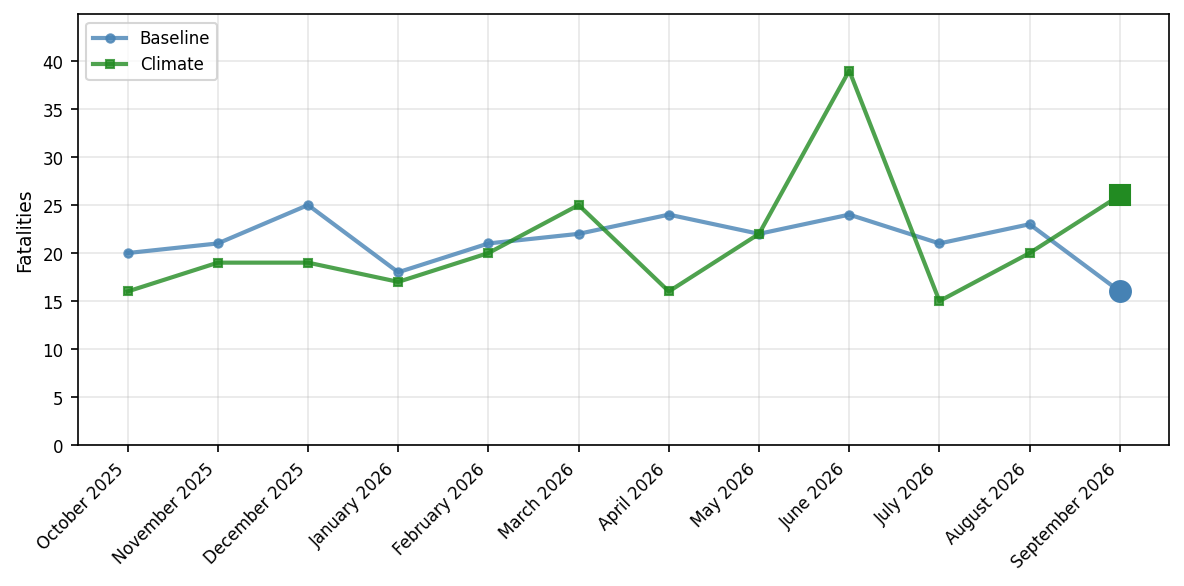 Baseline
Climate
Fatalities
40
35
30
25
20
15
10
5
0
October 2025
November 2025
December 2025
January 2026
February 2026
March 2026
April 2026
May 2026
June 2026
July 2026
August 2026
September 2026